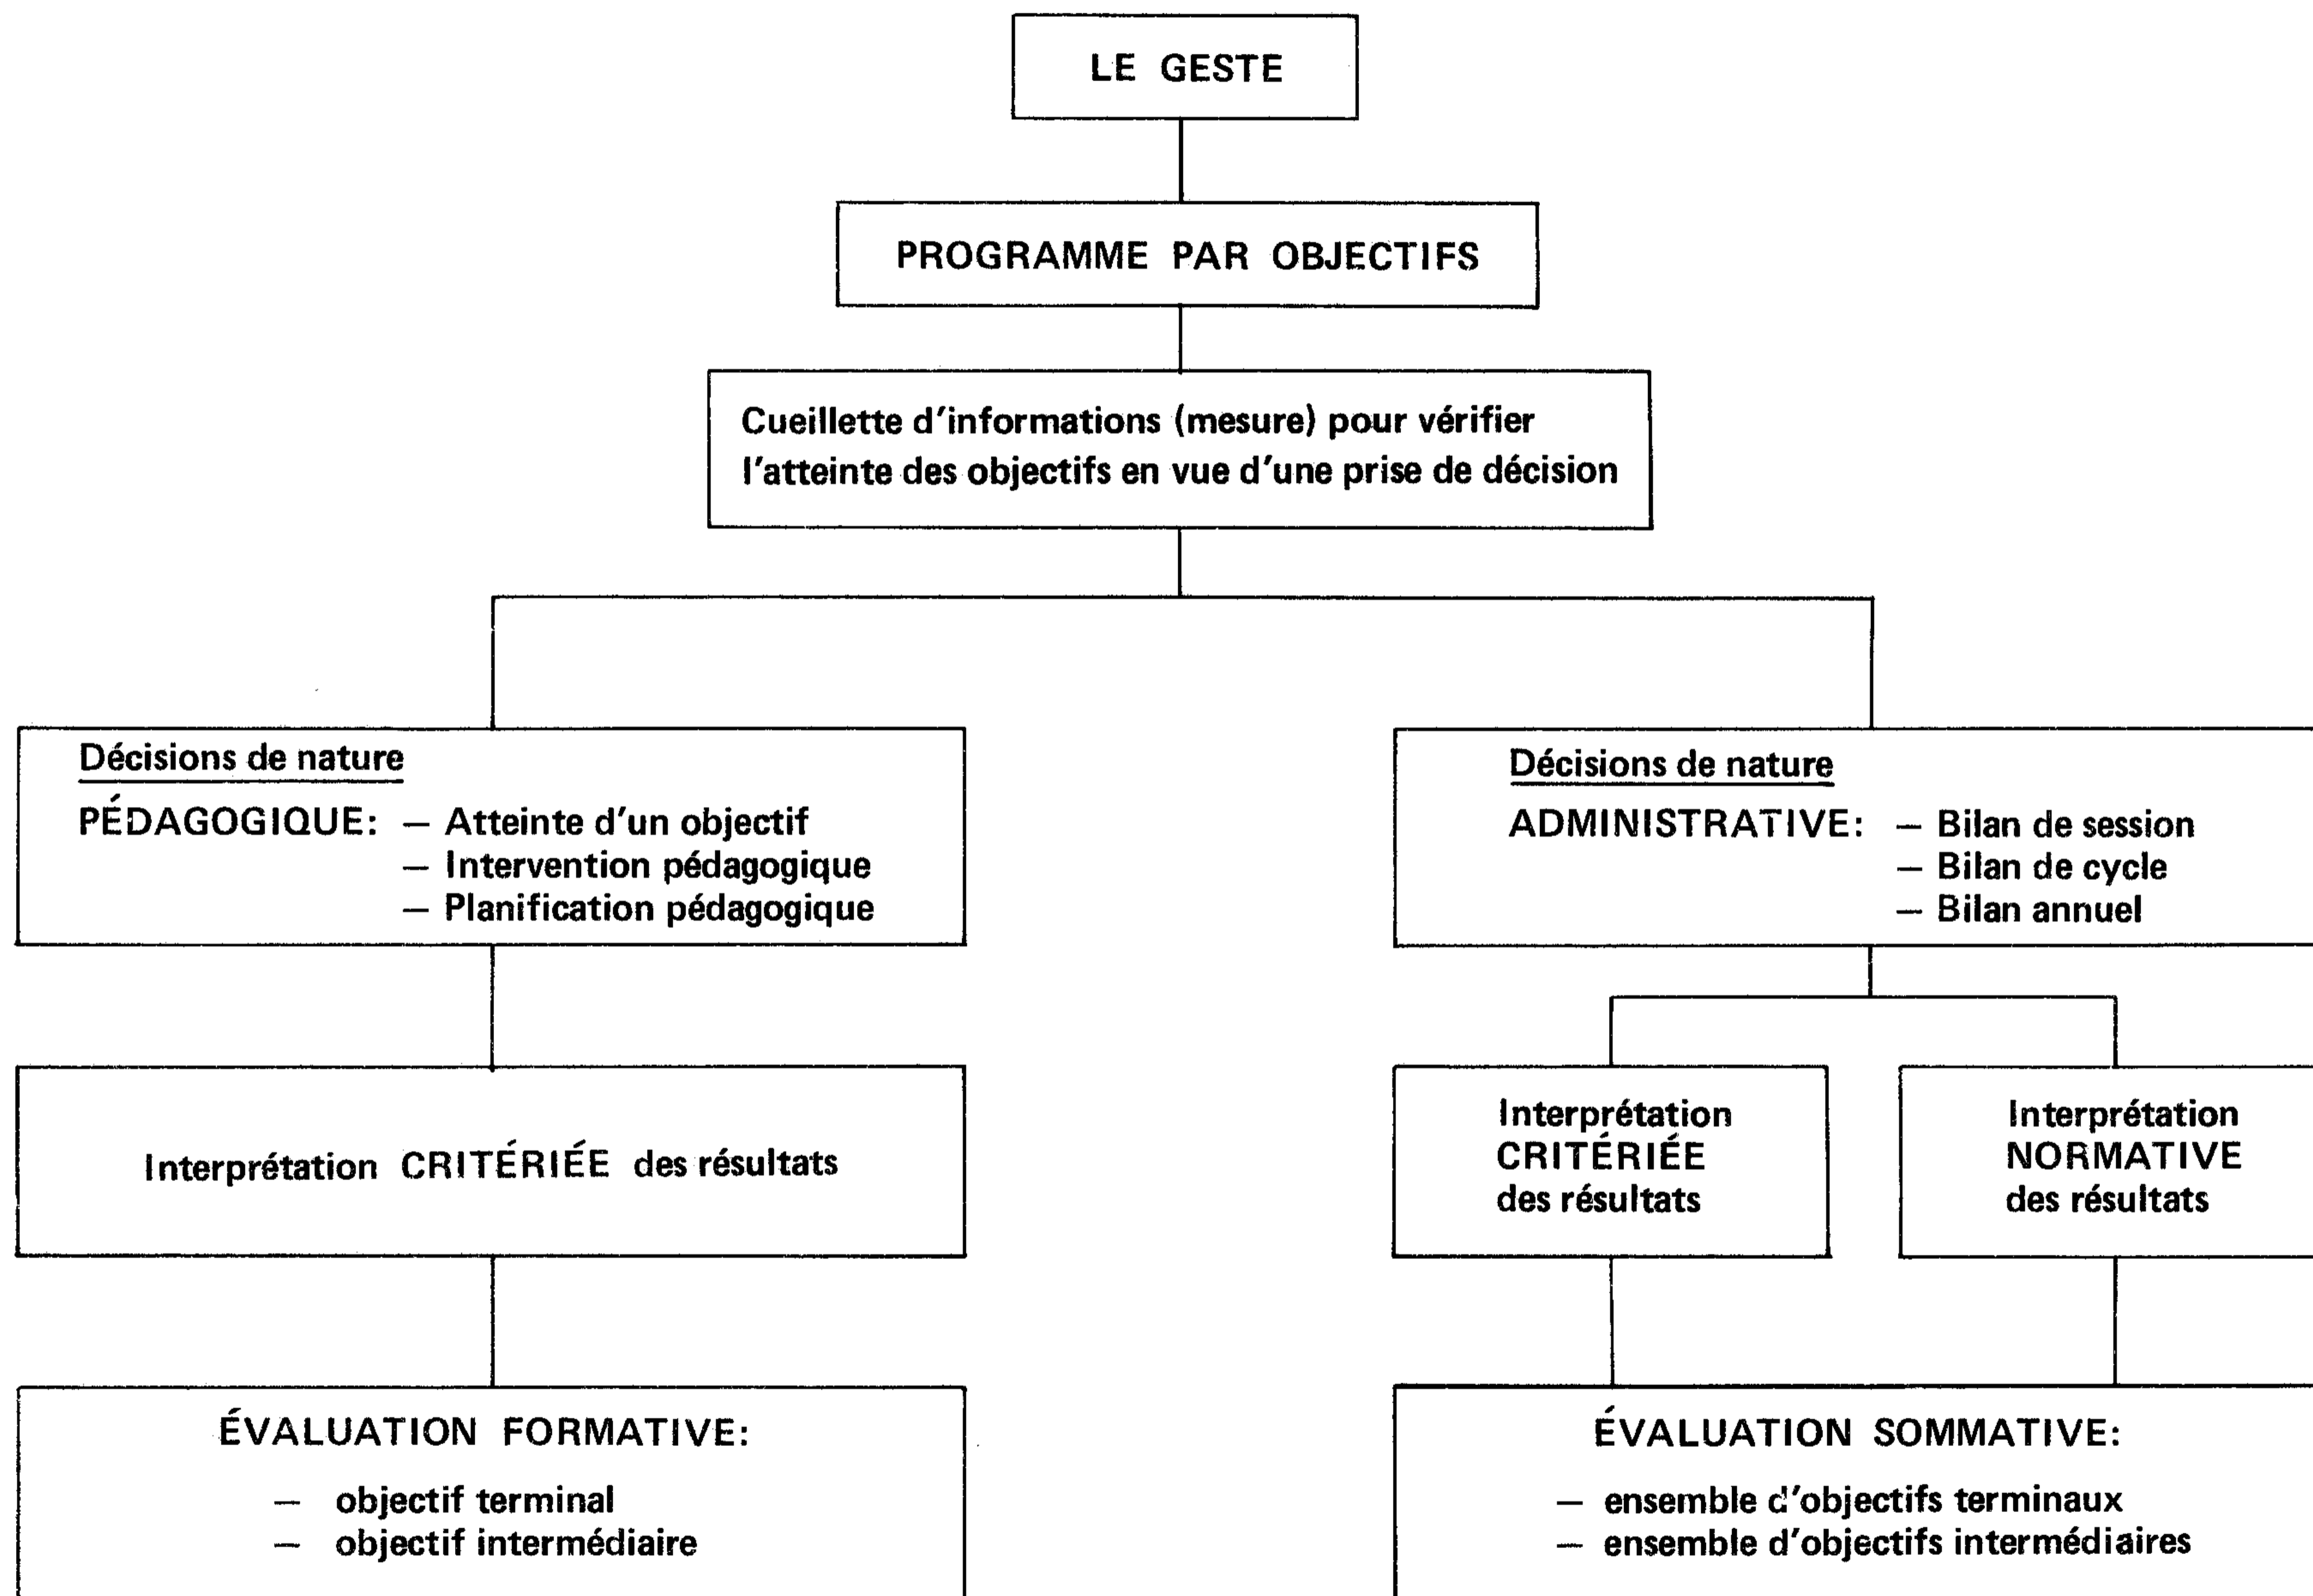 LE GESTE
PROGRAMME PAR OBJECTIFS
Cueillette d'informations (mesure) pour vérifier
l'atteinte des objectifs en vue d'une prise de décision
Décisions de nature
PÉDAGOGIQUE: — Atteinte d'un objectif
— Intervention pédagogique
— Planification pédagogique
Décisions de nature
ADMINISTRATIVE: — Bilan de session
— Bilan de cycle
— Bilan annuel
Interprétation CRITÉRIÉE des résultats
Interprétation
CRITÉRIÉE
des résultats
Interprétation
NORMATIVE
des résultats
ÉVALUATION FORMATIVE:
— objectif terminal
— objectif intermédiaire
ÉVALUATION SOMMATIVE:
— ensemble d'objectifs terminaux
— ensemble d'objectifs intermédiaires